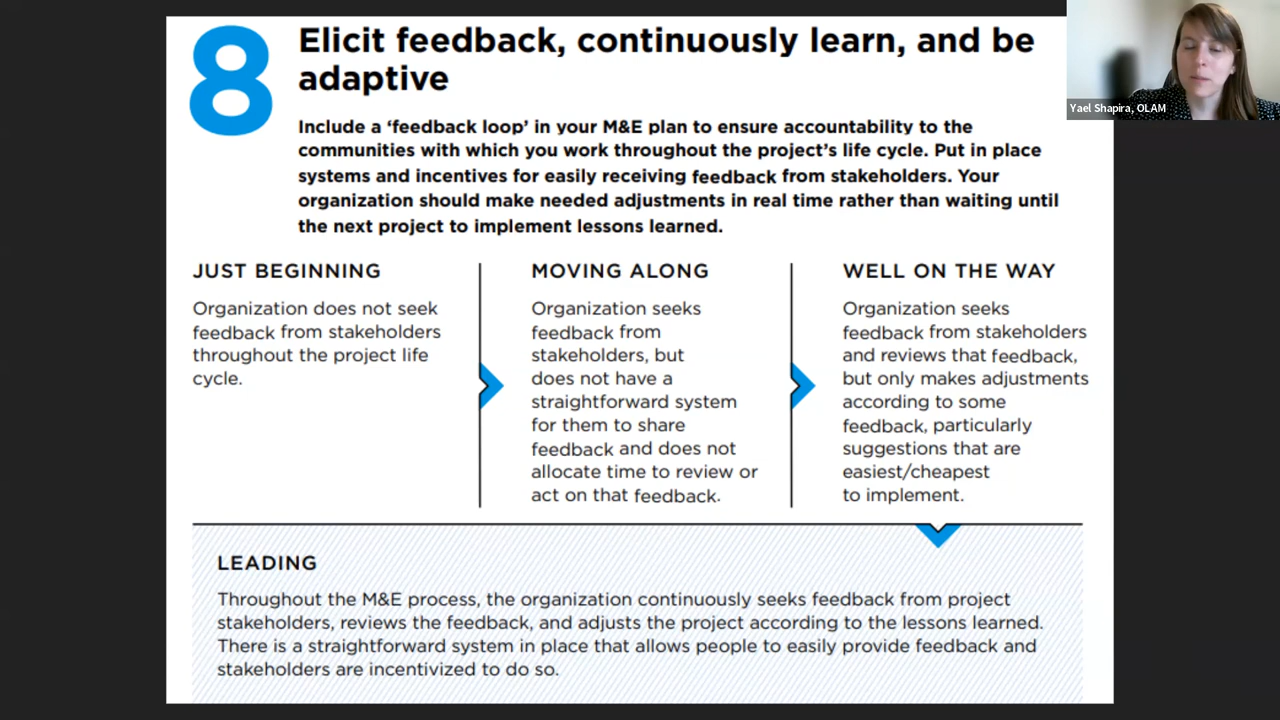 8
Elicit feedback, continuously learn, and be
adaptive
Include a ‘feedback loop’ in your M&E plan to ensure accountability to the
communities with which you work throughout the project’s life cycle. Put in place
systems and incentives for easily receiving feedback from stakeholders. Your
organization should make needed adjustments in real time rather than waiting until
the next project to implement lessons learned.
JUST BEGINNING
Organization does not seek
feedback from stakeholders
throughout the project life
cycle.
MOVING ALONG
Organization seeks
feedback from
stakeholders, but
does not have a
straightforward system
for them to share
feedback and does not
allocate time to review or
act on that feedback.
WELL ON THE WAY
Organization seeks
feedback from stakeholders
and reviews that feedback,
but only makes adjustments
according to some
feedback, particularly
suggestions that are
easiest/cheapest
to implement.
LEADING
Throughout the M&E process, the organization continuously seeks feedback from project
stakeholders, reviews the feedback, and adjusts the project according to the lessons learned.
There is a straightforward system in place that allows people to easily provide feedback and
stakeholders are incentivized to do so.
Yael Shapira, OLAM